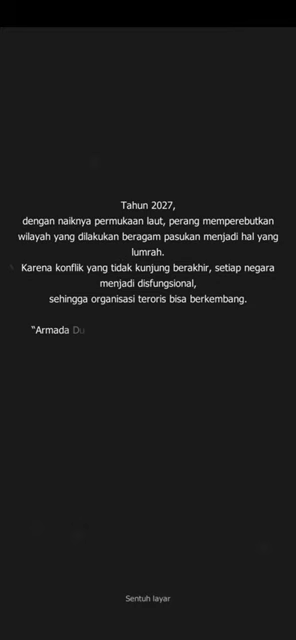 Tahun 2027,
dengan naiknya permukaan laut, perang memperebutkan
wilayah yang dilakukan beragam pasukan menjadi hal yang
lumrah.
Karena konflik yang tidak kunjung berakhir, setiap negara
menjadi disfungsional,
sehingga organisasi teroris bisa berkembang.
"Armada Du
Sentuh layar